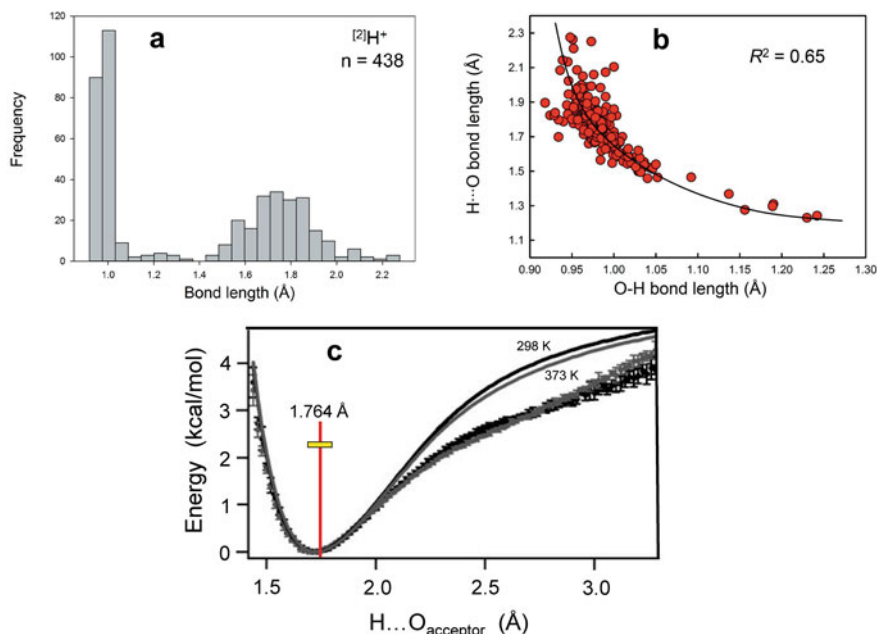 a
[2]H+
n = 438
Frequency
120
100
80
60
40
20
0
1.0 1.2 1.4 1.6 1.8 2.0 2.2
Bond length (Å)
b
R² = 0.65
H···O bond length (Å)
2.3
2.1
1.9
1.7
1.5
1.3
1.1
0.90 0.95 1.00 1.05 1.10 1.15 1.20 1.25 1.30
O-H bond length (Å)
c
298 K
373 K
1.764 Å
Energy (kcal/mol)
4
3
2
1
0
1.5 2.0 2.5 3.0
H...Oacceptor (Å)